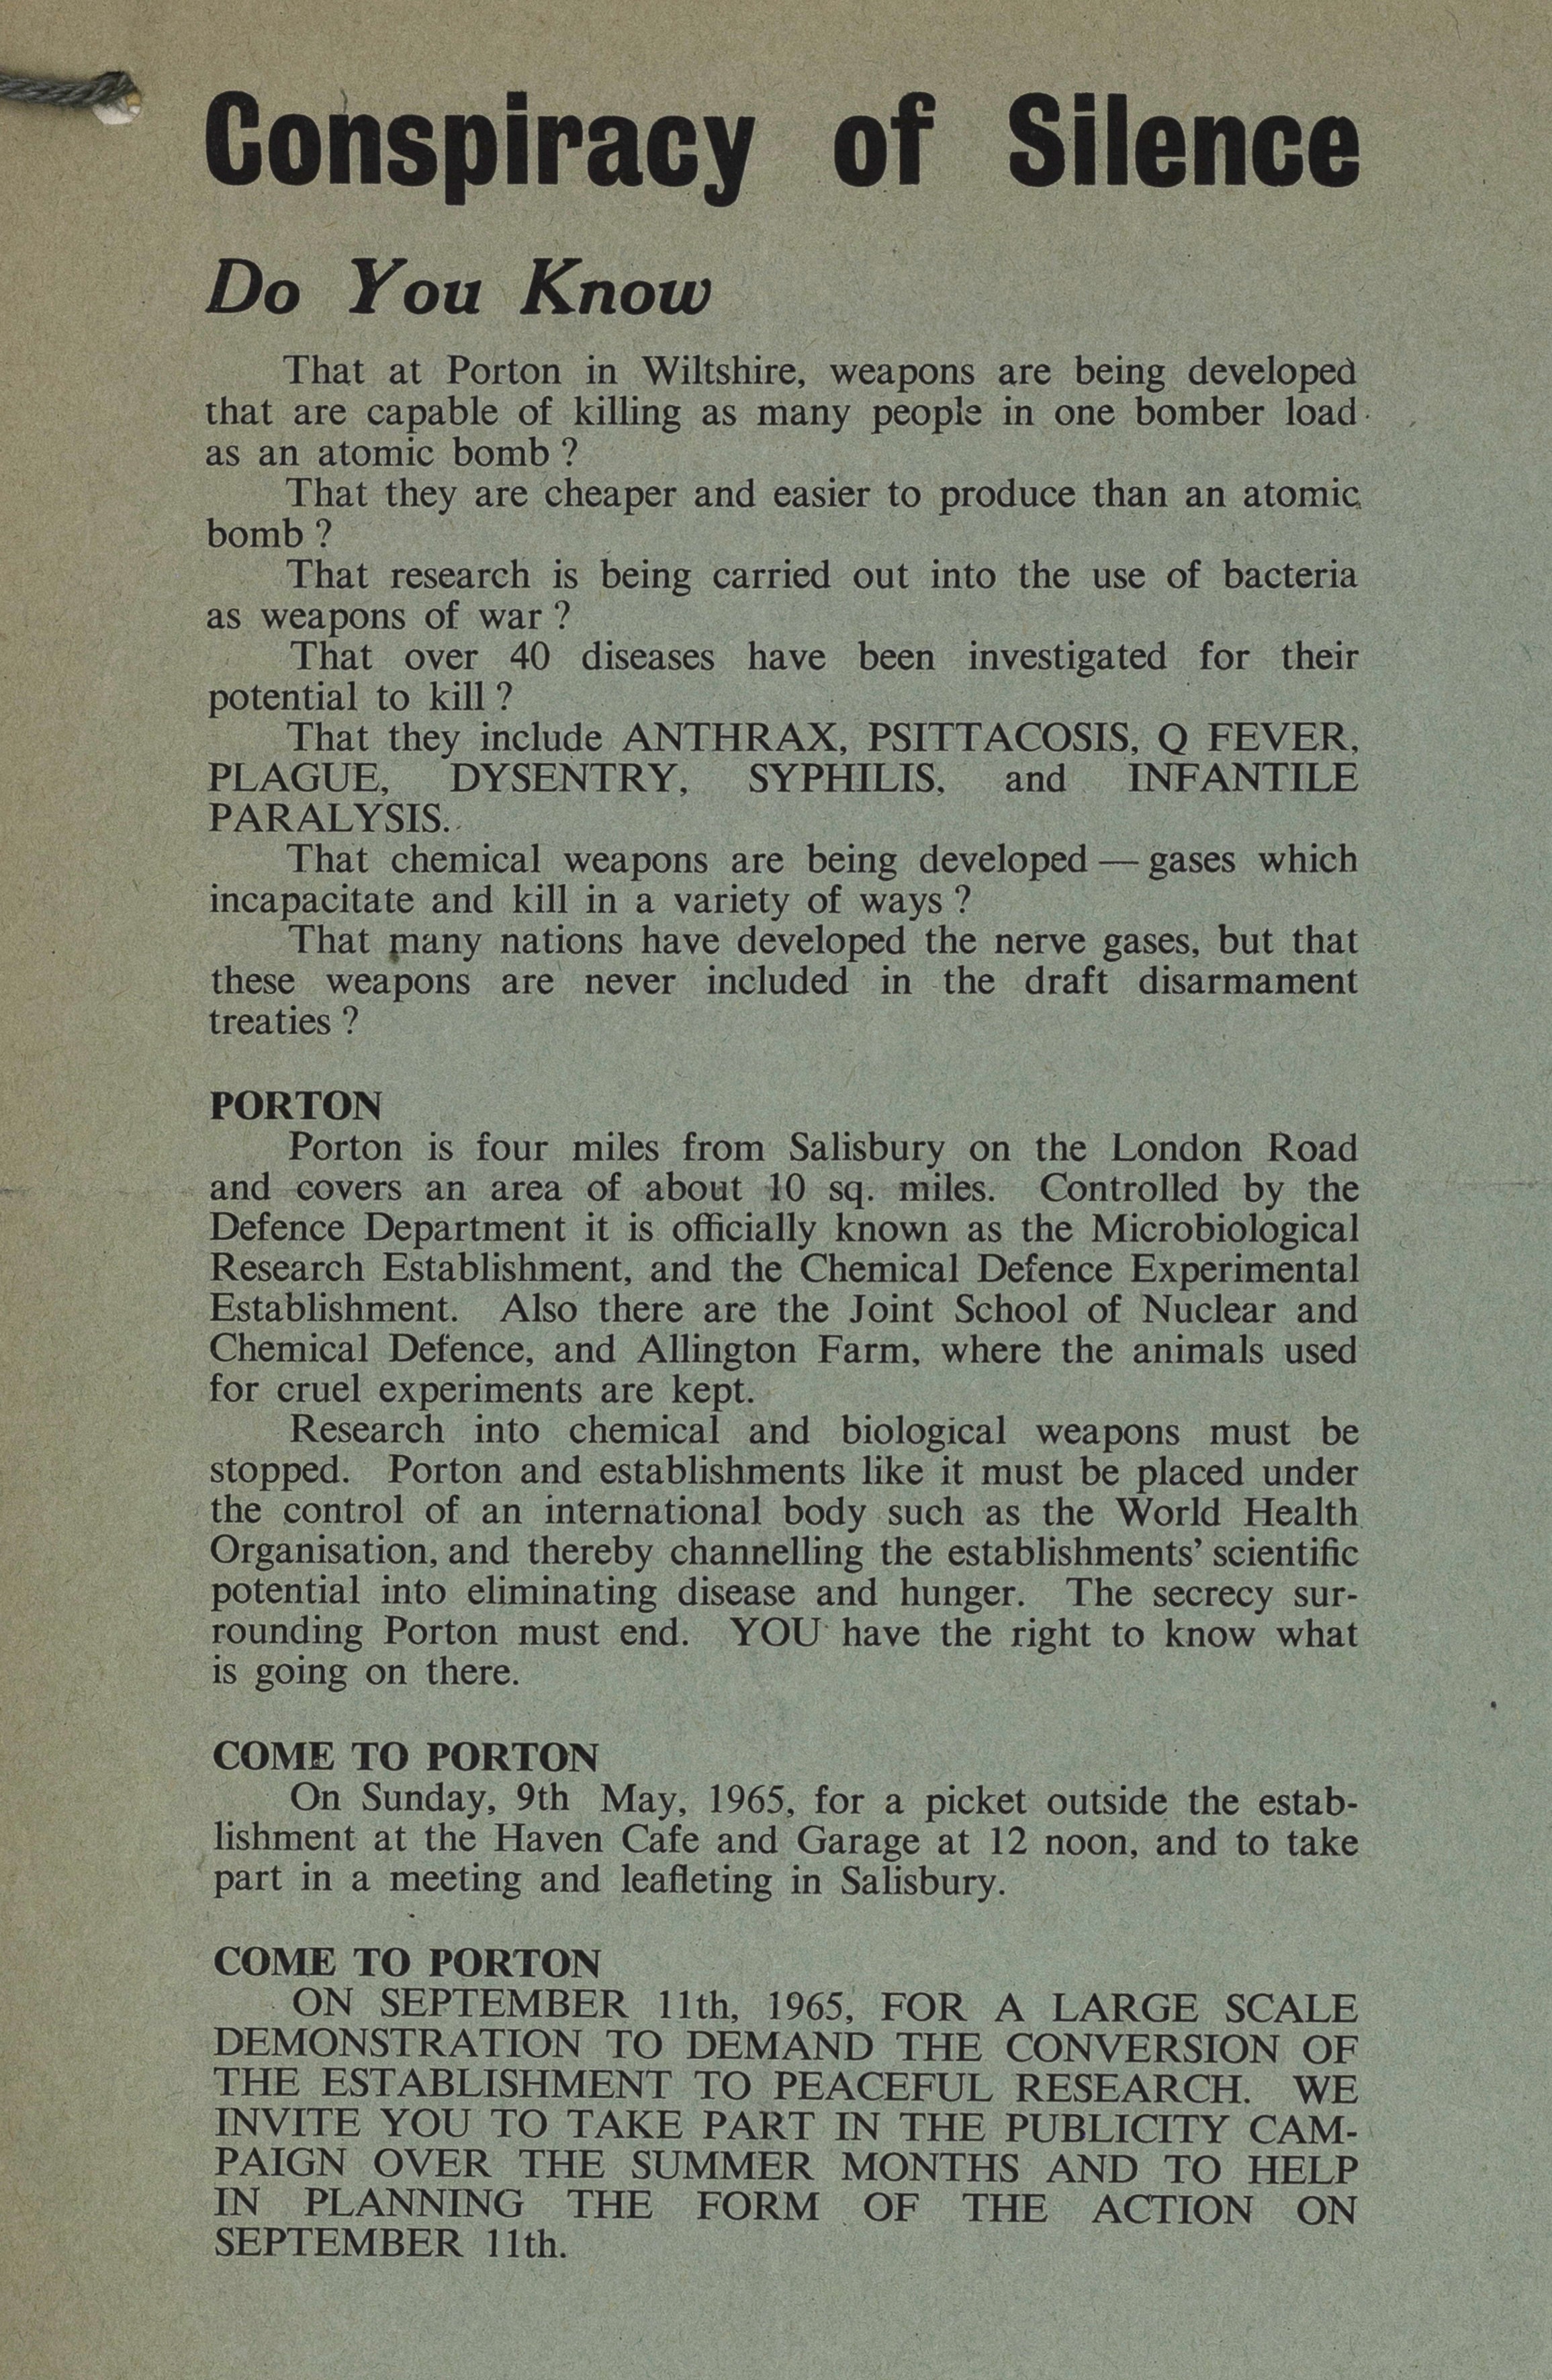 Conspiracy of Silence
Do You Know
That at Porton in Wiltshire, weapons are being developed
that are capable of killing as many people in one bomber load
as an atomic bomb ?
That they are cheaper and easier to produce than an atomic
bomb ?
That research is being carried out into the use of bacteria
as weapons of war ?
That over 40 diseases have been investigated for their
potential to kill ?
That they include ANTHRAX, PSITTACOSIS, Q FEVER,
PLAGUE, DYSENTRY, SYPHILIS, and INFANTILE
PARALYSIS.
That chemical weapons are being developed — gases which
incapacitate and kill in a variety of ways ?
That many nations have developed the nerve gases, but that
these weapons are never included in the draft disarmament
treaties ?
PORTON
Porton is four miles from Salisbury on the London Road
and covers an area of about 10 sq. miles. Controlled by the
Defence Department it is officially known as the Microbiological
Research Establishment, and the Chemical Defence Experimental
Establishment. Also there are the Joint School of Nuclear and
Chemical Defence, and Allington Farm, where the animals used
for cruel experiments are kept.
Research into chemical and biological weapons must be
stopped. Porton and establishments like it must be placed under
the control of an international body such as the World Health
Organisation, and thereby channelling the establishments' scientific
potential into eliminating disease and hunger. The secrecy sur-
rounding Porton must end. YOU have the right to know what
is going on there.
COME TO PORTON
On Sunday, 9th May, 1965, for a picket outside the estab-
lishment at the Haven Cafe and Garage at 12 noon, and to take
part in a meeting and leafleting in Salisbury.
COME TO PORTON
ON SEPTEMBER 11th, 1965, FOR A LARGE SCALE
DEMONSTRATION TO DEMAND THE CONVERSION OF
THE ESTABLISHMENT TO PEACEFUL RESEARCH. WE
INVITE YOU TO TAKE PART IN THE PUBLICITY CAM-
PAIGN OVER THE SUMMER MONTHS AND TO HELP
IN PLANNING THE FORM OF THE ACTION ON
SEPTEMBER 11th.